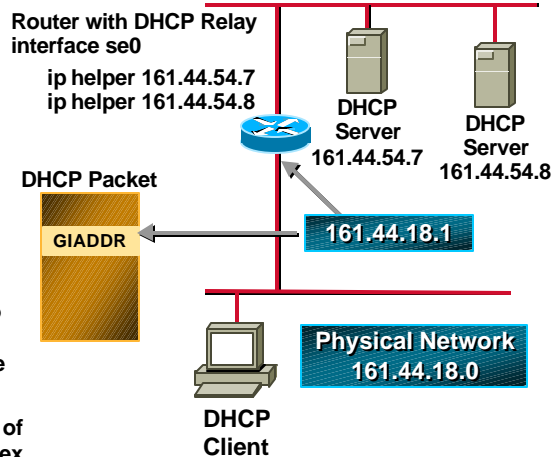 Router with DHCP Relay
interface se0
ip helper 161.44.54.7
ip helper 161.44.54.8
DHCP
Server
161.44.54.7
DHCP
Server
161.44.54.8
DHCP Packet
GIADDR
161.44.18.1
Physical Network
161.44.18.0
DHCP
Client
of
ex